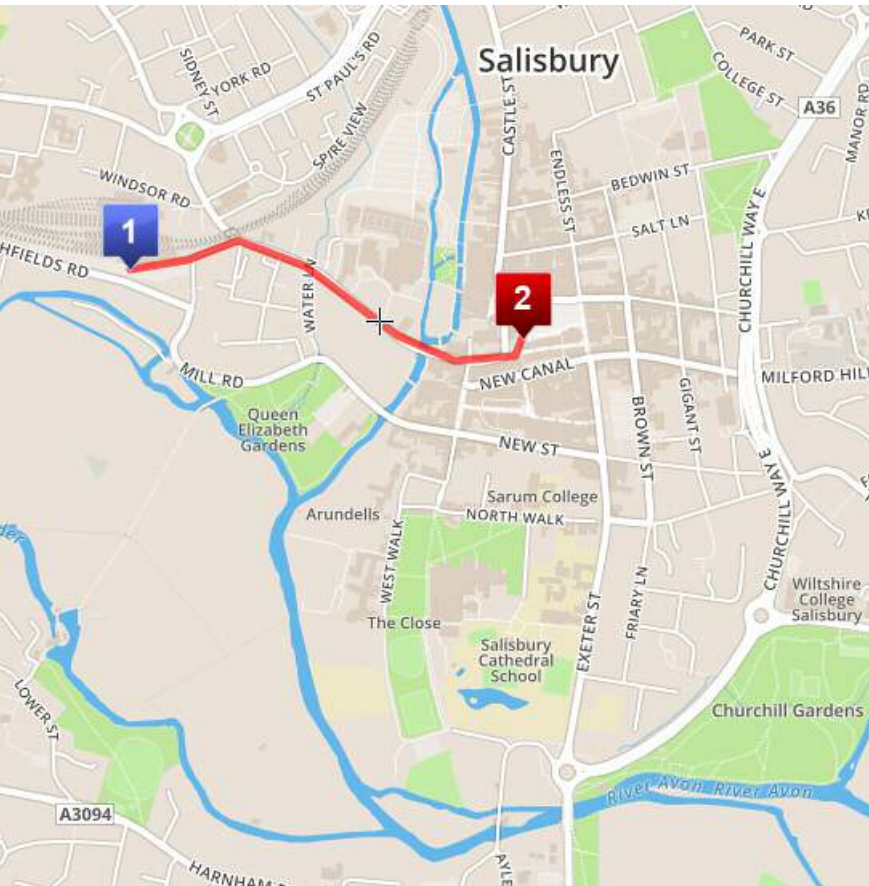 Salisbury
SIDNEY ST
YORK RD
ST PAUL'S RD
SPIRE VIEW
PARK ST
COLLEGE ST
A36
MANOR RD
CASTLE ST
ENDLESS ST
BEDWIN ST
SALT LN
WINDSOR RD
1
HFIELDS RD
WATER LN
2
CHURCHILL WAY E
MILL RD
NEW CANAL
MILFORD HILL
Queen
Elizabeth
Gardens
GIGANT ST
BROWN ST
NEW ST
CHURCHILL WAY E
Sarum College
Arundells
NORTH WALK
WEST WALK
FRIARY LN
EXETER ST
The Close
Wiltshire
College
Salisbury
Salisbury
Cathedral
School
LOWER ST
Churchill Gardens
River Avon River Avon
A3094
HARNHAM
AYLE